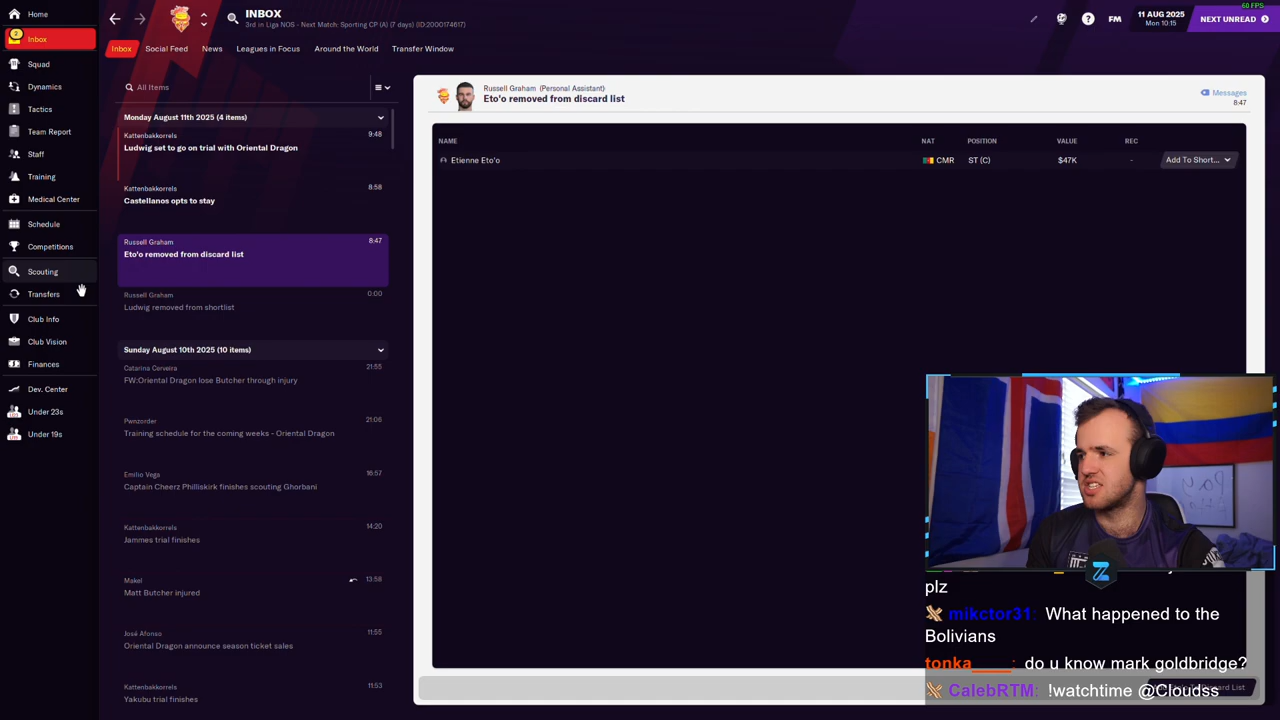 60 FPS
Home
INBOX
3rd in Liga NOS - Next Match: Sporting CP (A) (7 days) (ID:2000174617)
FM
11 AUG 2025
Mon 10:15
NEXT UNREAD
2
Inbox
Squad
Dynamics
Tactics
Team Report
Staff
Training
Medical Center
Schedule
Competitions
Scouting
Transfers
Club Info
Club Vision
Finances
Dev. Center
Under 23s
Under 19s
Inbox Social Feed News Leagues in Focus Around the World Transfer Window
All Items
Monday August 11th 2025 (4 items)
Kattenbakkorrels 9:48
Ludwig set to go on trial with Oriental Dragon
Kattenbakkorrels 8:58
Castellanos opts to stay
Russell Graham 8:47
Eto'o removed from discard list
Russell Graham 0:00
Ludwig removed from shortlist
Sunday August 10th 2025 (10 items)
Catarina Cerveira 21:55
FW:Oriental Dragon lose Butcher through injury
Pwnzorder 21:06
Training schedule for the coming weeks - Oriental Dragon
Emilio Vega 16:57
Captain Cheerz Philliskirk finishes scouting Ghorbani
Kattenbakkorrels 14:20
Jammes trial finishes
Makel 13:58
Matt Butcher injured
José Afonso 11:55
Oriental Dragon announce season ticket sales
Kattenbakkorrels 11:53
Yakubu trial finishes
Russell Graham (Personal Assistant)
Eto'o removed from discard list
Messages
8:47
NAME NAT POSITION VALUE REC
Etienne Eto'o CMR ST (C) $47K - Add To Short...
plz
mikctor31: What happened to the
Bolivians
tonka____: do u know mark goldbridge?
CalebRTM: !watchtime @Cloudss